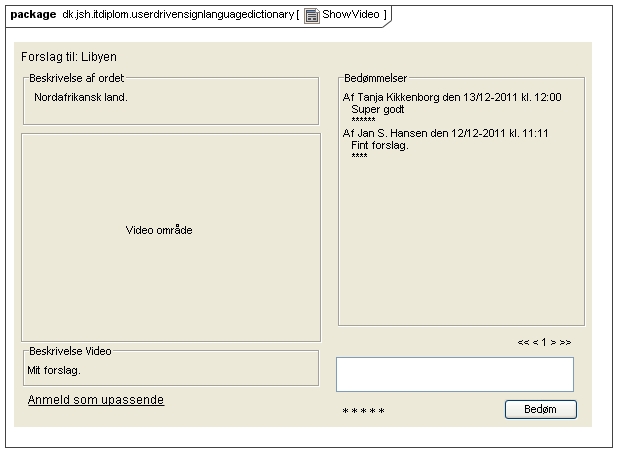 package dk.jsh.itdiplom.userdrivensignlanguagedictionary [ ShowVideo ]
Forslag til: Libyen
Beskrivelse af ordet
Nordafrikansk land.
Video område
Beskrivelse Video
Mit forslag.
Anmeld som upassende
Bedømmelser
Af Tanja Kikkenborg den 13/12-2011 kl. 12:00
Super godt
******
Af Jan S. Hansen den 12/12-2011 kl. 11:11
Fint forslag.
****
<< < 1 > >>
* * * * *
Bedøm